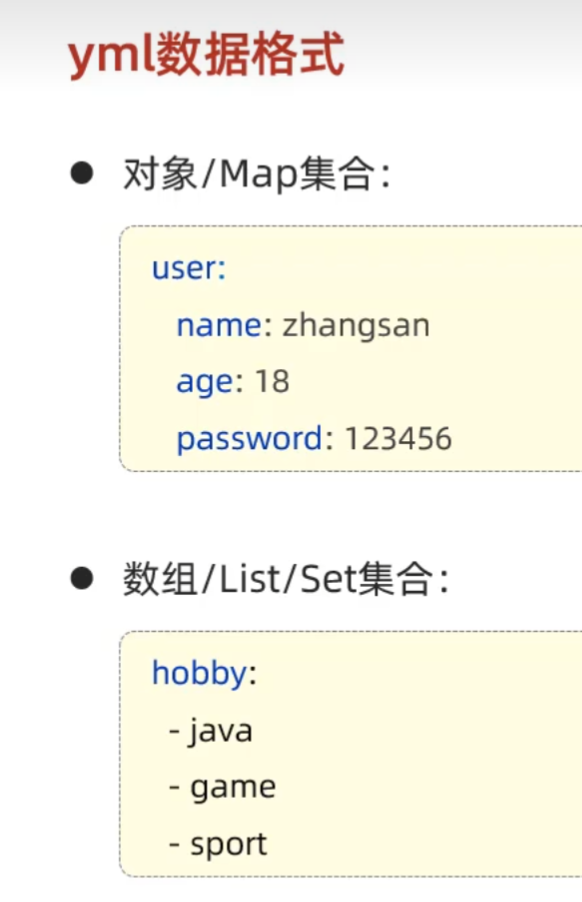 yml数据格式
● 对象/Map集合：
user:
name: zhangsan
age: 18
password: 123456
● 数组/List/Set集合：
hobby:
- java
- game
- sport